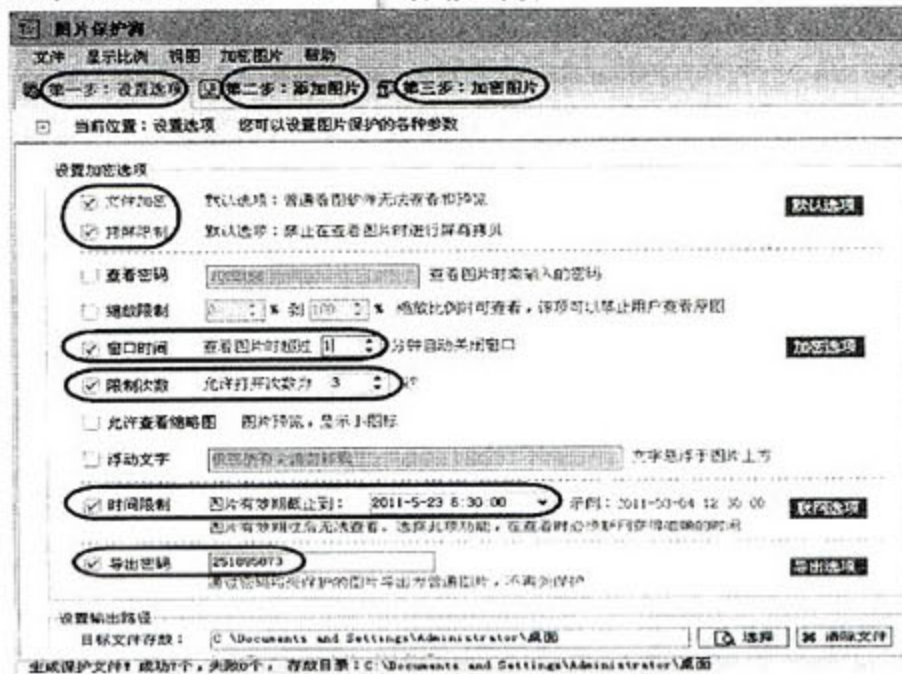 图片保护狗
文件 显示比例 视图 加密图片 帮助
第一步：设置选项 第二步：添加图片 第三步：加密图片
当前位置：设置选项 您可以设置图片保护的各种参数
设置加密选项
文件加密 默认选项：普通看图软件无法查看和预览 默认选项
拷屏限制 默认选项：禁止在查看图片时进行屏幕拷贝
查看密码 查看图片时需输入的密码
缩放限制 % 到 100 % 缩放比例时可查看，该项可以禁止用户查看原图
窗口时间 查看图片时超过 1 分钟自动关闭窗口 加密选项
限制次数 允许打开次数为 3 次
允许查看缩略图 图片预览，显示小图标
浮动文字 文字悬浮于图片上方
时间限制 图片有效期截止到： 2011-5-23 6:30:00 示例：2011-03-04 12:30:00
图片有效期过后无法查看。选择此项功能，在查看时必须联网获得准确的时间
导出密码 251895873 导出选项
通过密码将受保护的图片导出为普通图片，不再受保护
设置输出路径
目标文件存放： C:\Documents and Settings\Administrator\桌面 选择 清除文件
生成保护文件！成功7个，失败0个， 存放目录：C:\Documents and Settings\Administrator\桌面